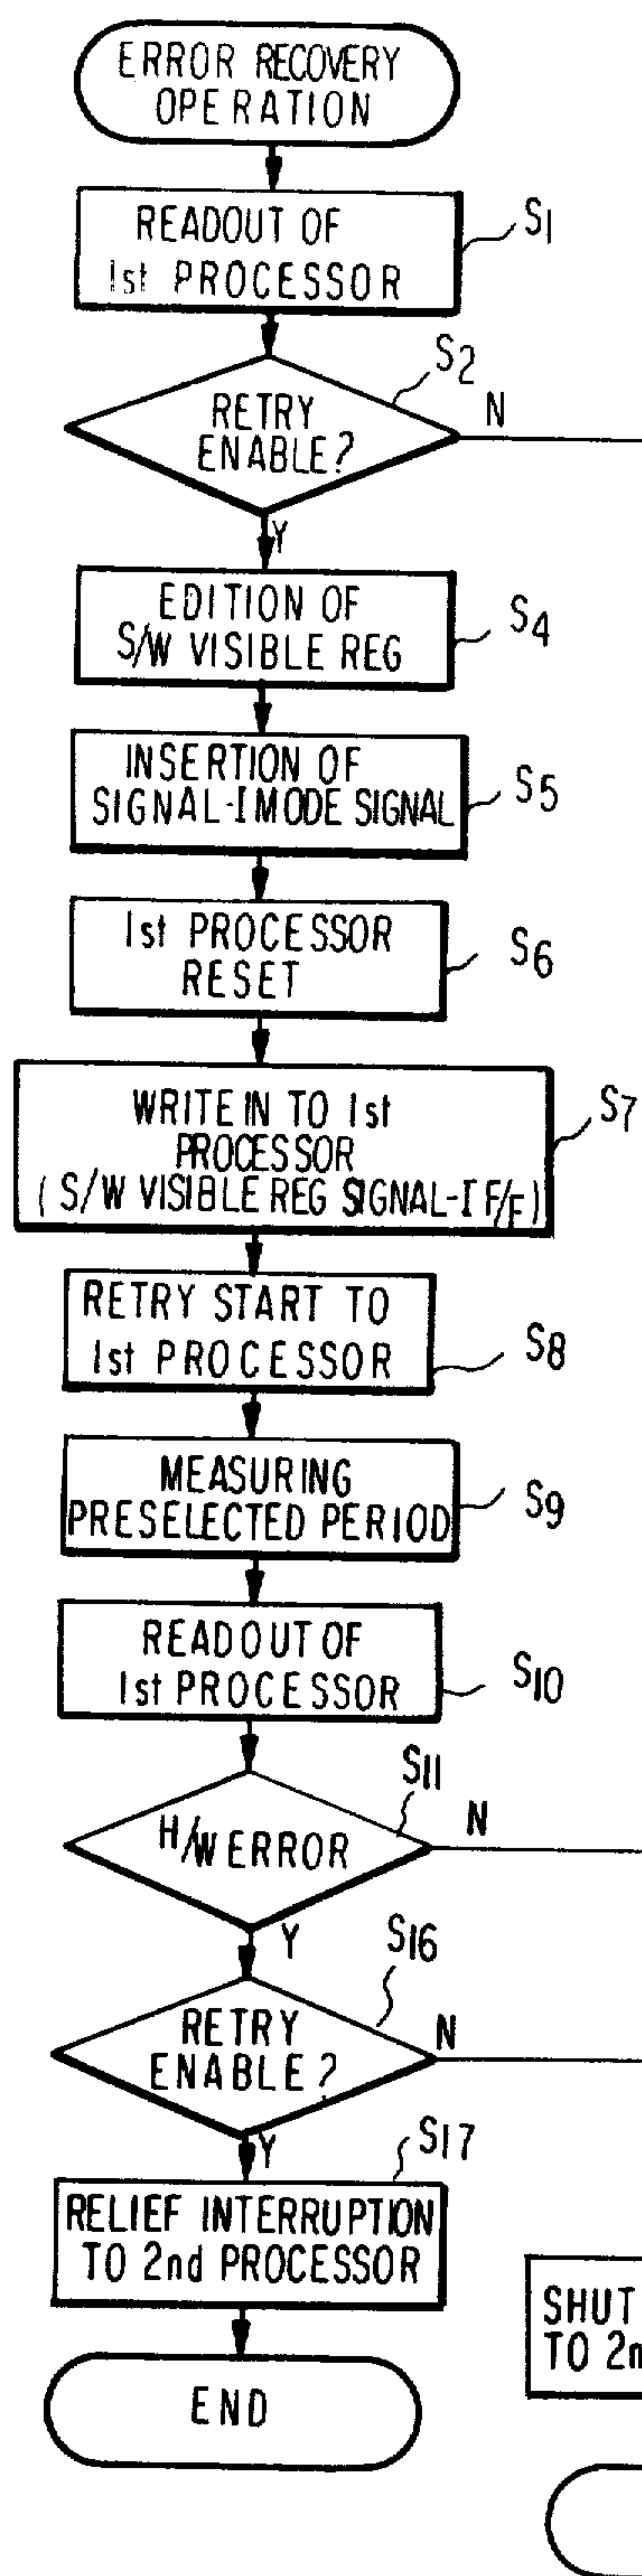 ERROR RECOVERY
OPERATION
READOUT OF
1st PROCESSOR
S1
S2
RETRY
ENABLE?
N
Y
EDITION OF
S/W VISIBLE REG
S4
INSERTION OF
SIGNAL-I MODE SIGNAL
S5
1st PROCESSOR
RESET
S6
WRITE IN TO 1st
PROCESSOR
( S/W VISIBLE REG SIGNAL-I F/F )
S7
RETRY START TO
1st PROCESSOR
S8
MEASURING
PRESELECTED PERIOD
S9
READOUT OF
1st PROCESSOR
S10
S11
H/W ERROR
N
Y
S16
RETRY
ENABLE?
N
Y
S17
RELIEF INTERRUPTION
TO 2nd PROCESSOR
SHUT
TO 2n
END